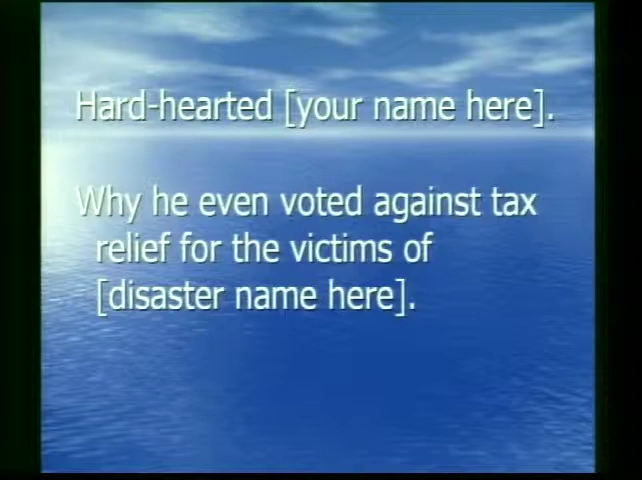 Hard-hearted [your name here].
Why he even voted against tax
relief for the victims of
[disaster name here].